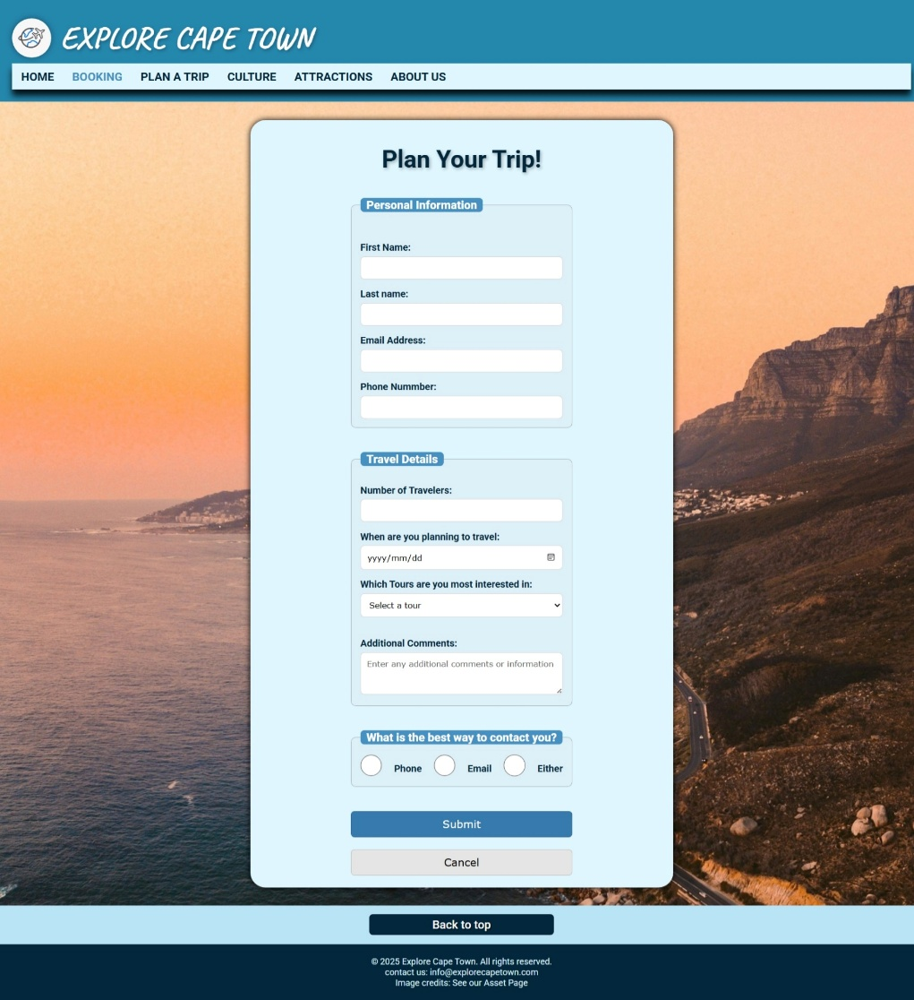 EXPLORE CAPE TOWN
HOME BOOKING PLAN A TRIP CULTURE ATTRACTIONS ABOUT US
Plan Your Trip!
Personal Information
First Name:
Last name:
Email Address:
Phone Nummber:
Travel Details
Number of Travelers:
When are you planning to travel:
yyyy/mm/dd
Which Tours are you most interested in:
Select a tour
Additional Comments:
Enter any additional comments or information
What is the best way to contact you?
Phone Email Either
Submit
Cancel
Back to top
© 2025 Explore Cape Town. All rights reserved.
contact us: info@explorecapetown.com
Image credits: See our Asset Page